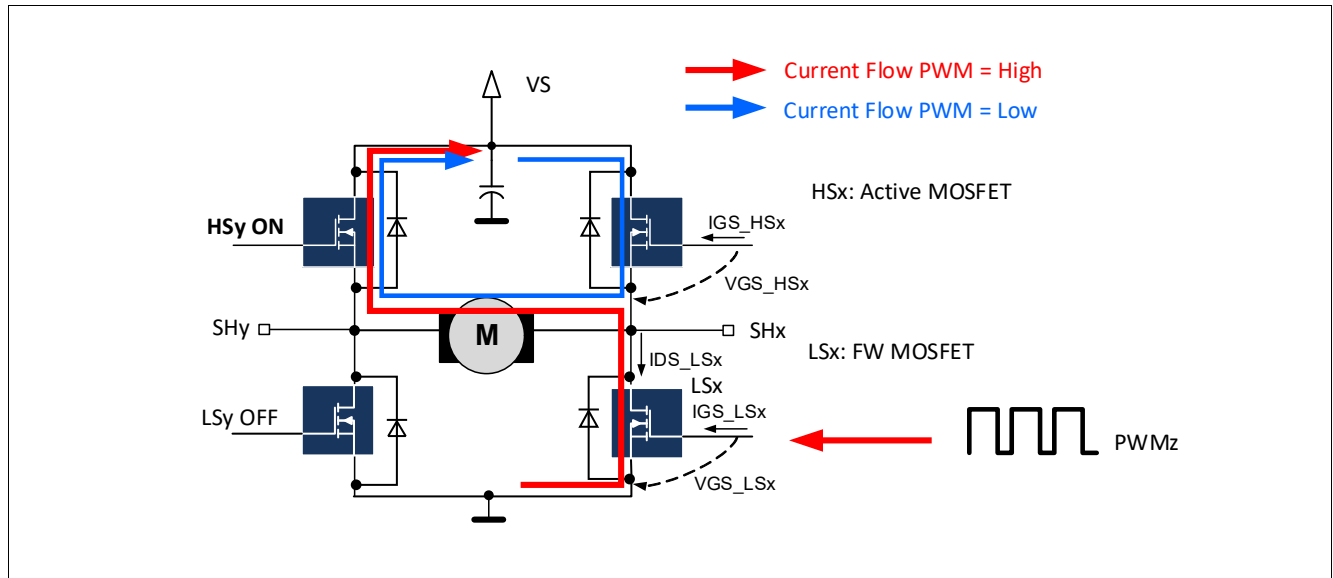 VS
Current Flow PWM = High
Current Flow PWM = Low
HSx: Active MOSFET
HSy ON
IGS_HSx
VGS_HSx
SHy
M
SHx
LSx: FW MOSFET
IDS_LSx
LSx
LSy OFF
IGS_LSx
PWMz
VGS_LSx